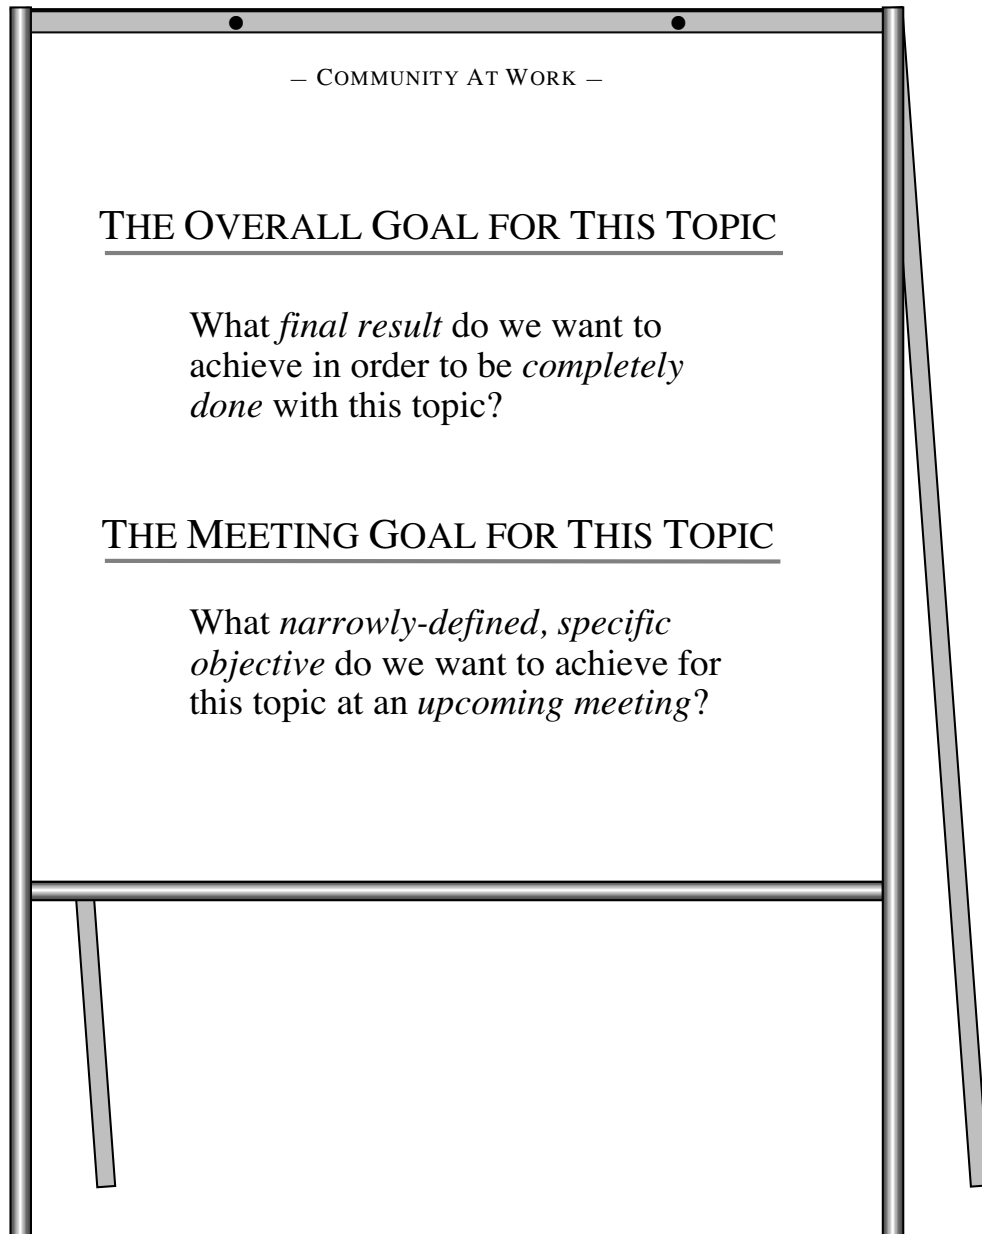 — COMMUNITY AT WORK —
THE OVERALL GOAL FOR THIS TOPIC
What final result do we want to
achieve in order to be completely
done with this topic?
THE MEETING GOAL FOR THIS TOPIC
What narrowly-defined, specific
objective do we want to achieve for
this topic at an upcoming meeting?